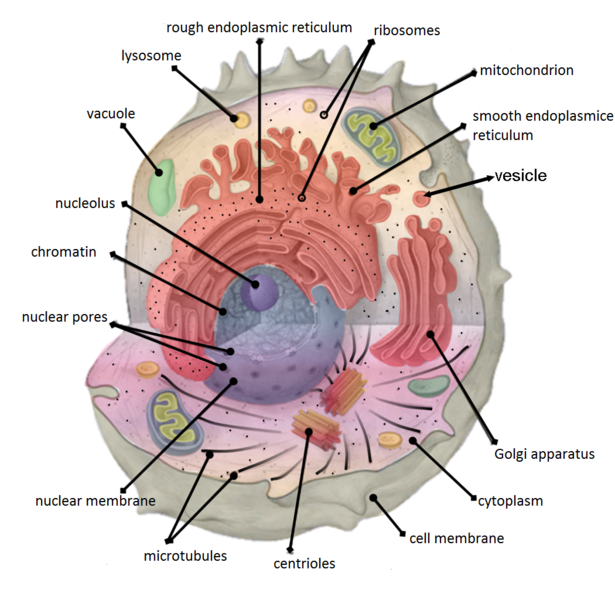 rough endoplasmic reticulum
ribosomes
lysosome
mitochondrion
vacuole
smooth endoplasmice
reticulum
vesicle
nucleolus
chromatin
nuclear pores
Golgi apparatus
nuclear membrane
cytoplasm
cell membrane
microtubules
centrioles